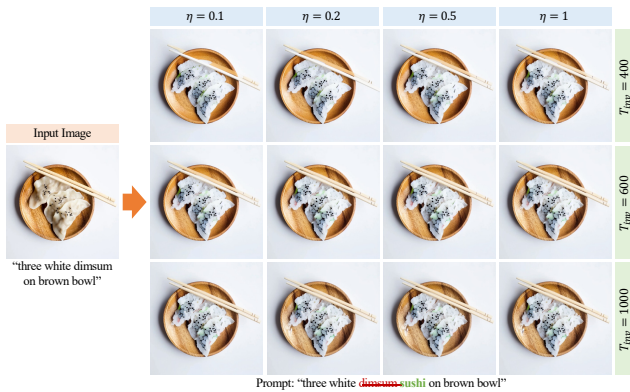 η = 0.1 η = 0.2 η = 0.5 η = 1
T_inv = 400
Input Image
T_inv = 600
“three white dimsum
on brown bowl”
T_inv = 1000
Prompt: “three white dimsum sushi on brown bowl”